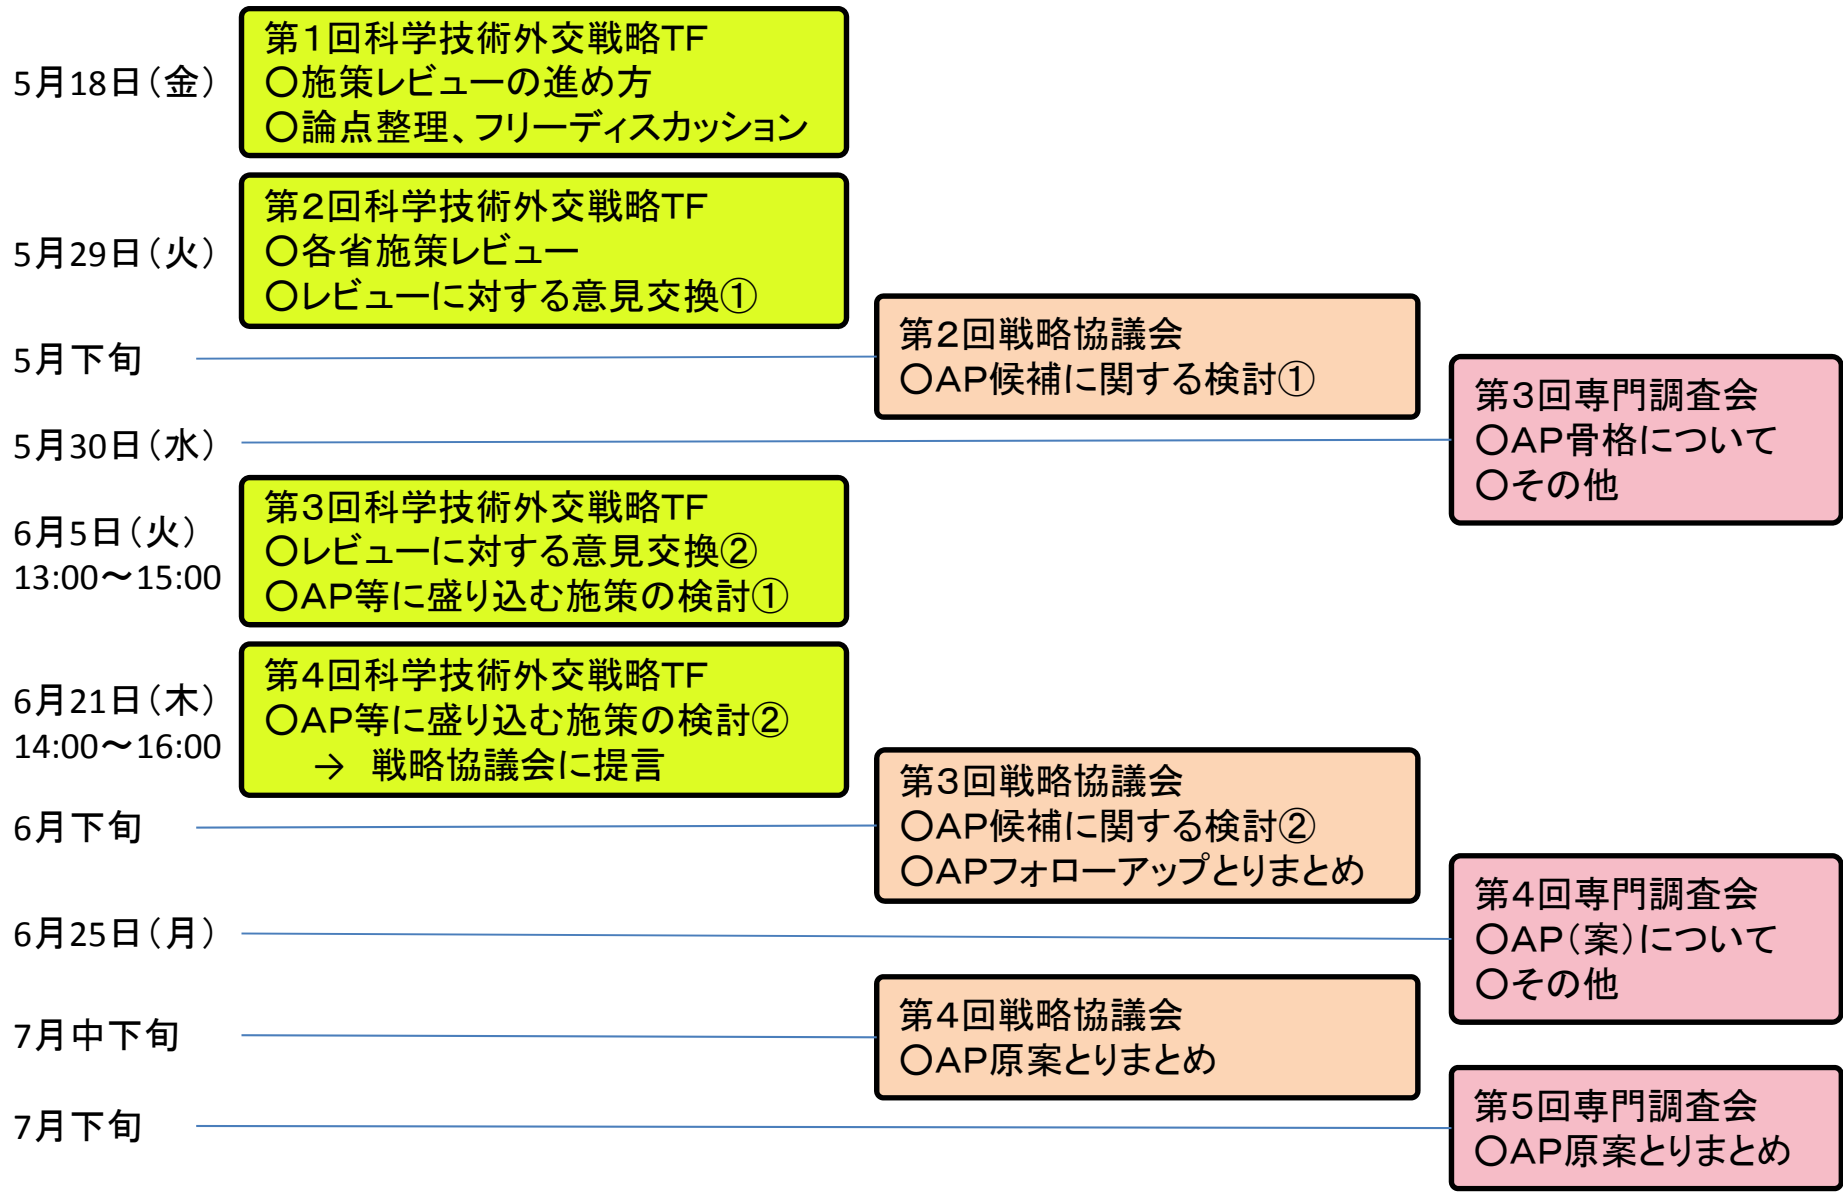 5月18日（金）
第1回科学技術外交戦略TF
○施策レビューの進め方
○論点整理、フリーディスカッション
5月29日（火）
第2回科学技術外交戦略TF
○各省施策レビュー
○レビューに対する意見交換①
5月下旬
第2回戦略協議会
○AP候補に関する検討①
5月30日（水）
第3回専門調査会
○AP骨格について
○その他
6月5日（火）
13:00～15:00
第3回科学技術外交戦略TF
○レビューに対する意見交換②
○AP等に盛り込む施策の検討①
6月21日（木）
14:00～16:00
第4回科学技術外交戦略TF
○AP等に盛り込む施策の検討②
→ 戦略協議会に提言
6月下旬
第3回戦略協議会
○AP候補に関する検討②
○APフォローアップとりまとめ
6月25日（月）
第4回専門調査会
○AP（案）について
○その他
7月中下旬
第4回戦略協議会
○AP原案とりまとめ
7月下旬
第5回専門調査会
○AP原案とりまとめ